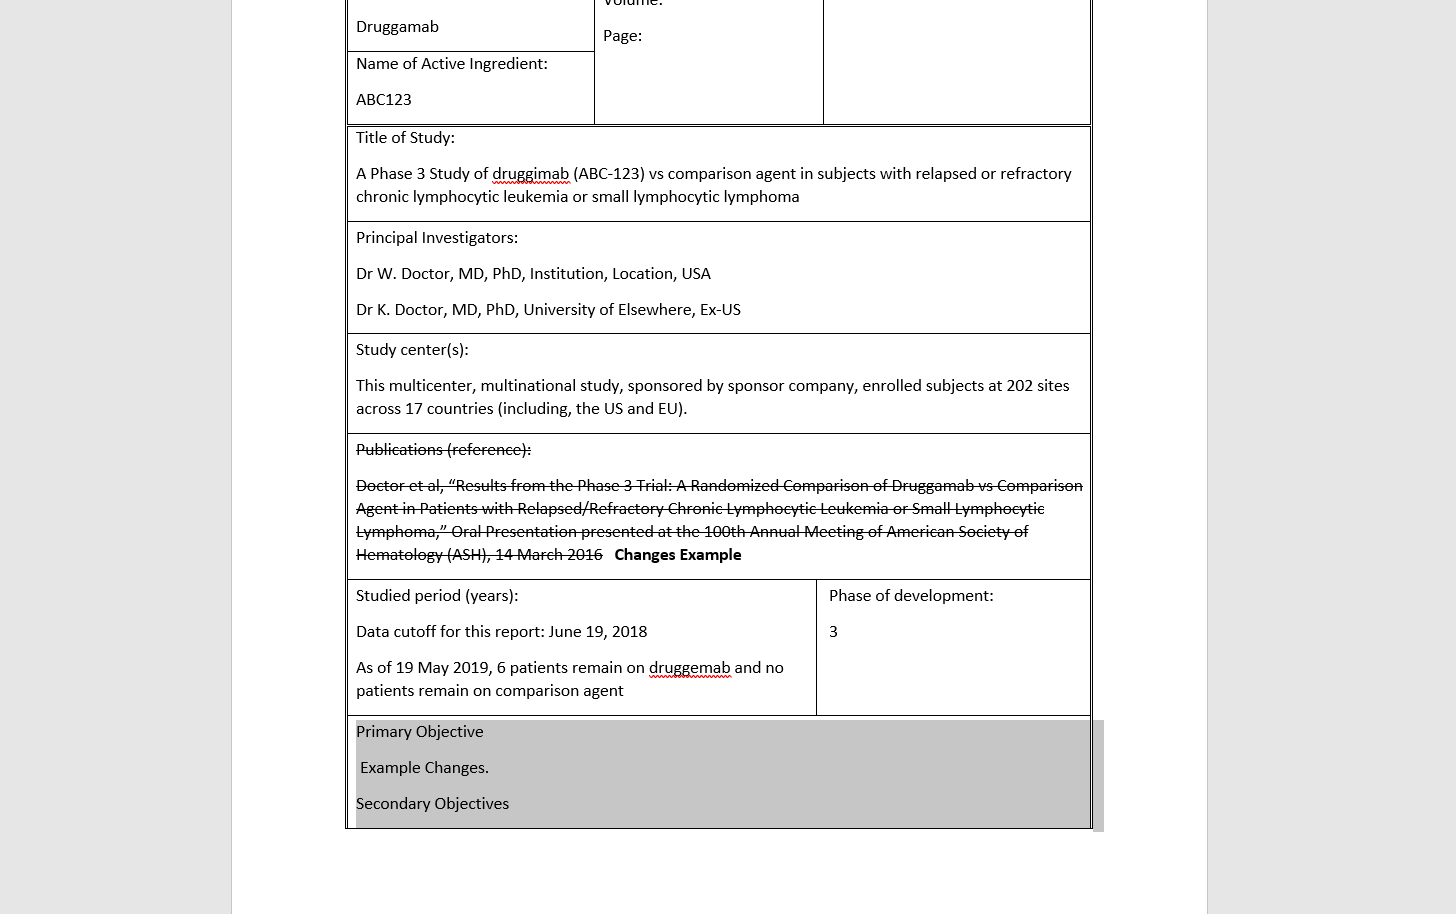 Volume:
Druggamab
Page:
Name of Active Ingredient:
ABC123
Title of Study:
A Phase 3 Study of druggimab (ABC-123) vs comparison agent in subjects with relapsed or refractory
chronic lymphocytic leukemia or small lymphocytic lymphoma
Principal Investigators:
Dr W. Doctor, MD, PhD, Institution, Location, USA
Dr K. Doctor, MD, PhD, University of Elsewhere, Ex-US
Study center(s):
This multicenter, multinational study, sponsored by sponsor company, enrolled subjects at 202 sites
across 17 countries (including, the US and EU).
Publications (reference):
Doctor et al, “Results from the Phase 3 Trial: A Randomized Comparison of Druggamab vs Comparison
Agent in Patients with Relapsed/Refractory Chronic Lymphocytic Leukemia or Small Lymphocytic
Lymphoma,” Oral Presentation presented at the 100th Annual Meeting of American Society of
Hematology (ASH), 14 March 2016 Changes Example
Studied period (years):
Data cutoff for this report: June 19, 2018
As of 19 May 2019, 6 patients remain on druggemab and no
patients remain on comparison agent
Phase of development:
3
Primary Objective
Example Changes.
Secondary Objectives